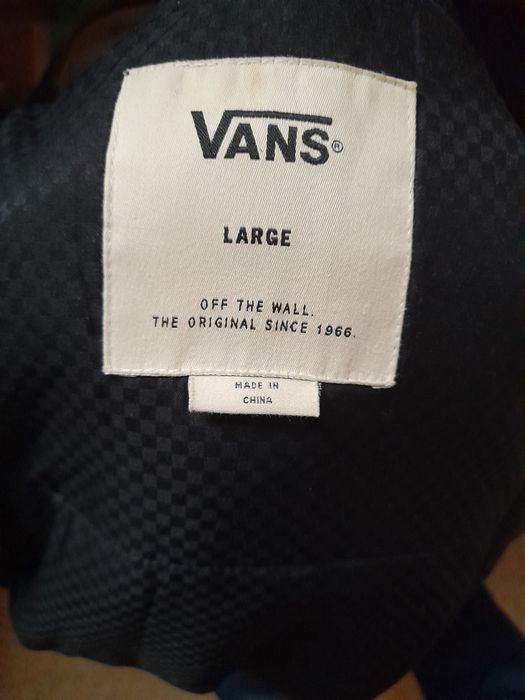 VANS®
LARGE
OFF THE WALL.
THE ORIGINAL SINCE 1966.
MADE IN
CHINA